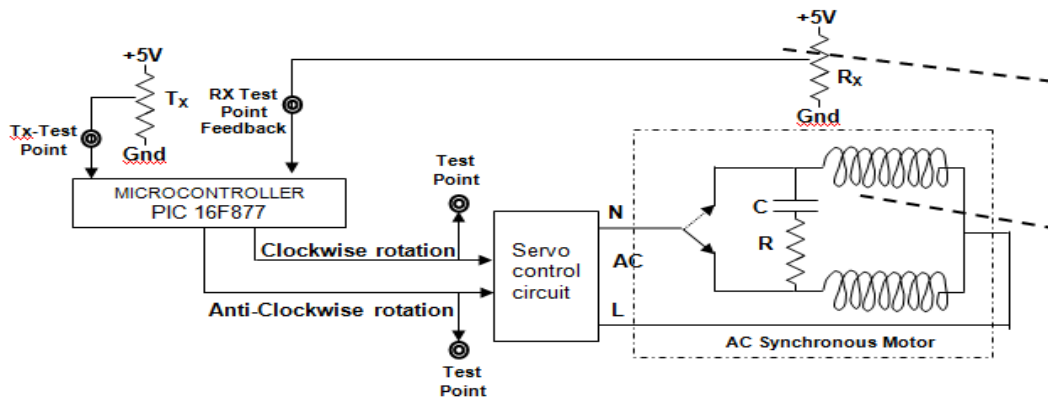 +5V
Tx
Tx-Test
Point
Gnd
RX Test
Point
Feedback
+5V
Rx
Gnd
MICROCONTROLLER
PIC 16F877
Test
Point
Clockwise rotation
Anti-Clockwise rotation
Test
Point
Servo
control
circuit
N
AC
L
C
R
AC Synchronous Motor